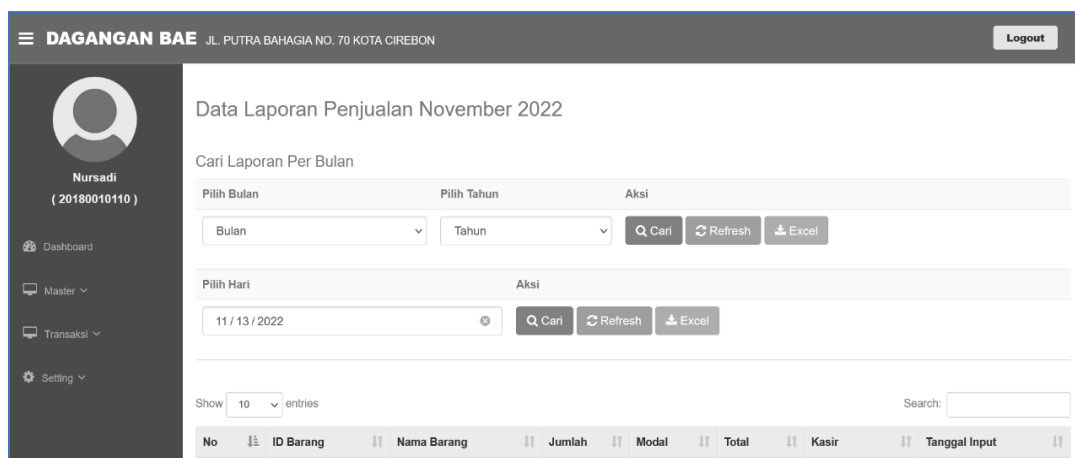 DAGANGAN BAE JL. PUTRA BAHAGIA NO. 70 KOTA CIREBON
Logout
Nursadi
( 20180010110 )
Dashboard
Master
Transaksi
Setting
Data Laporan Penjualan November 2022
Cari Laporan Per Bulan
Pilih Bulan Pilih Tahun Aksi
Bulan Tahun Cari Refresh Excel
Pilih Hari Aksi
11 / 13 / 2022 Cari Refresh Excel
Show 10 entries Search:
No ID Barang Nama Barang Jumlah Modal Total Kasir Tanggal Input